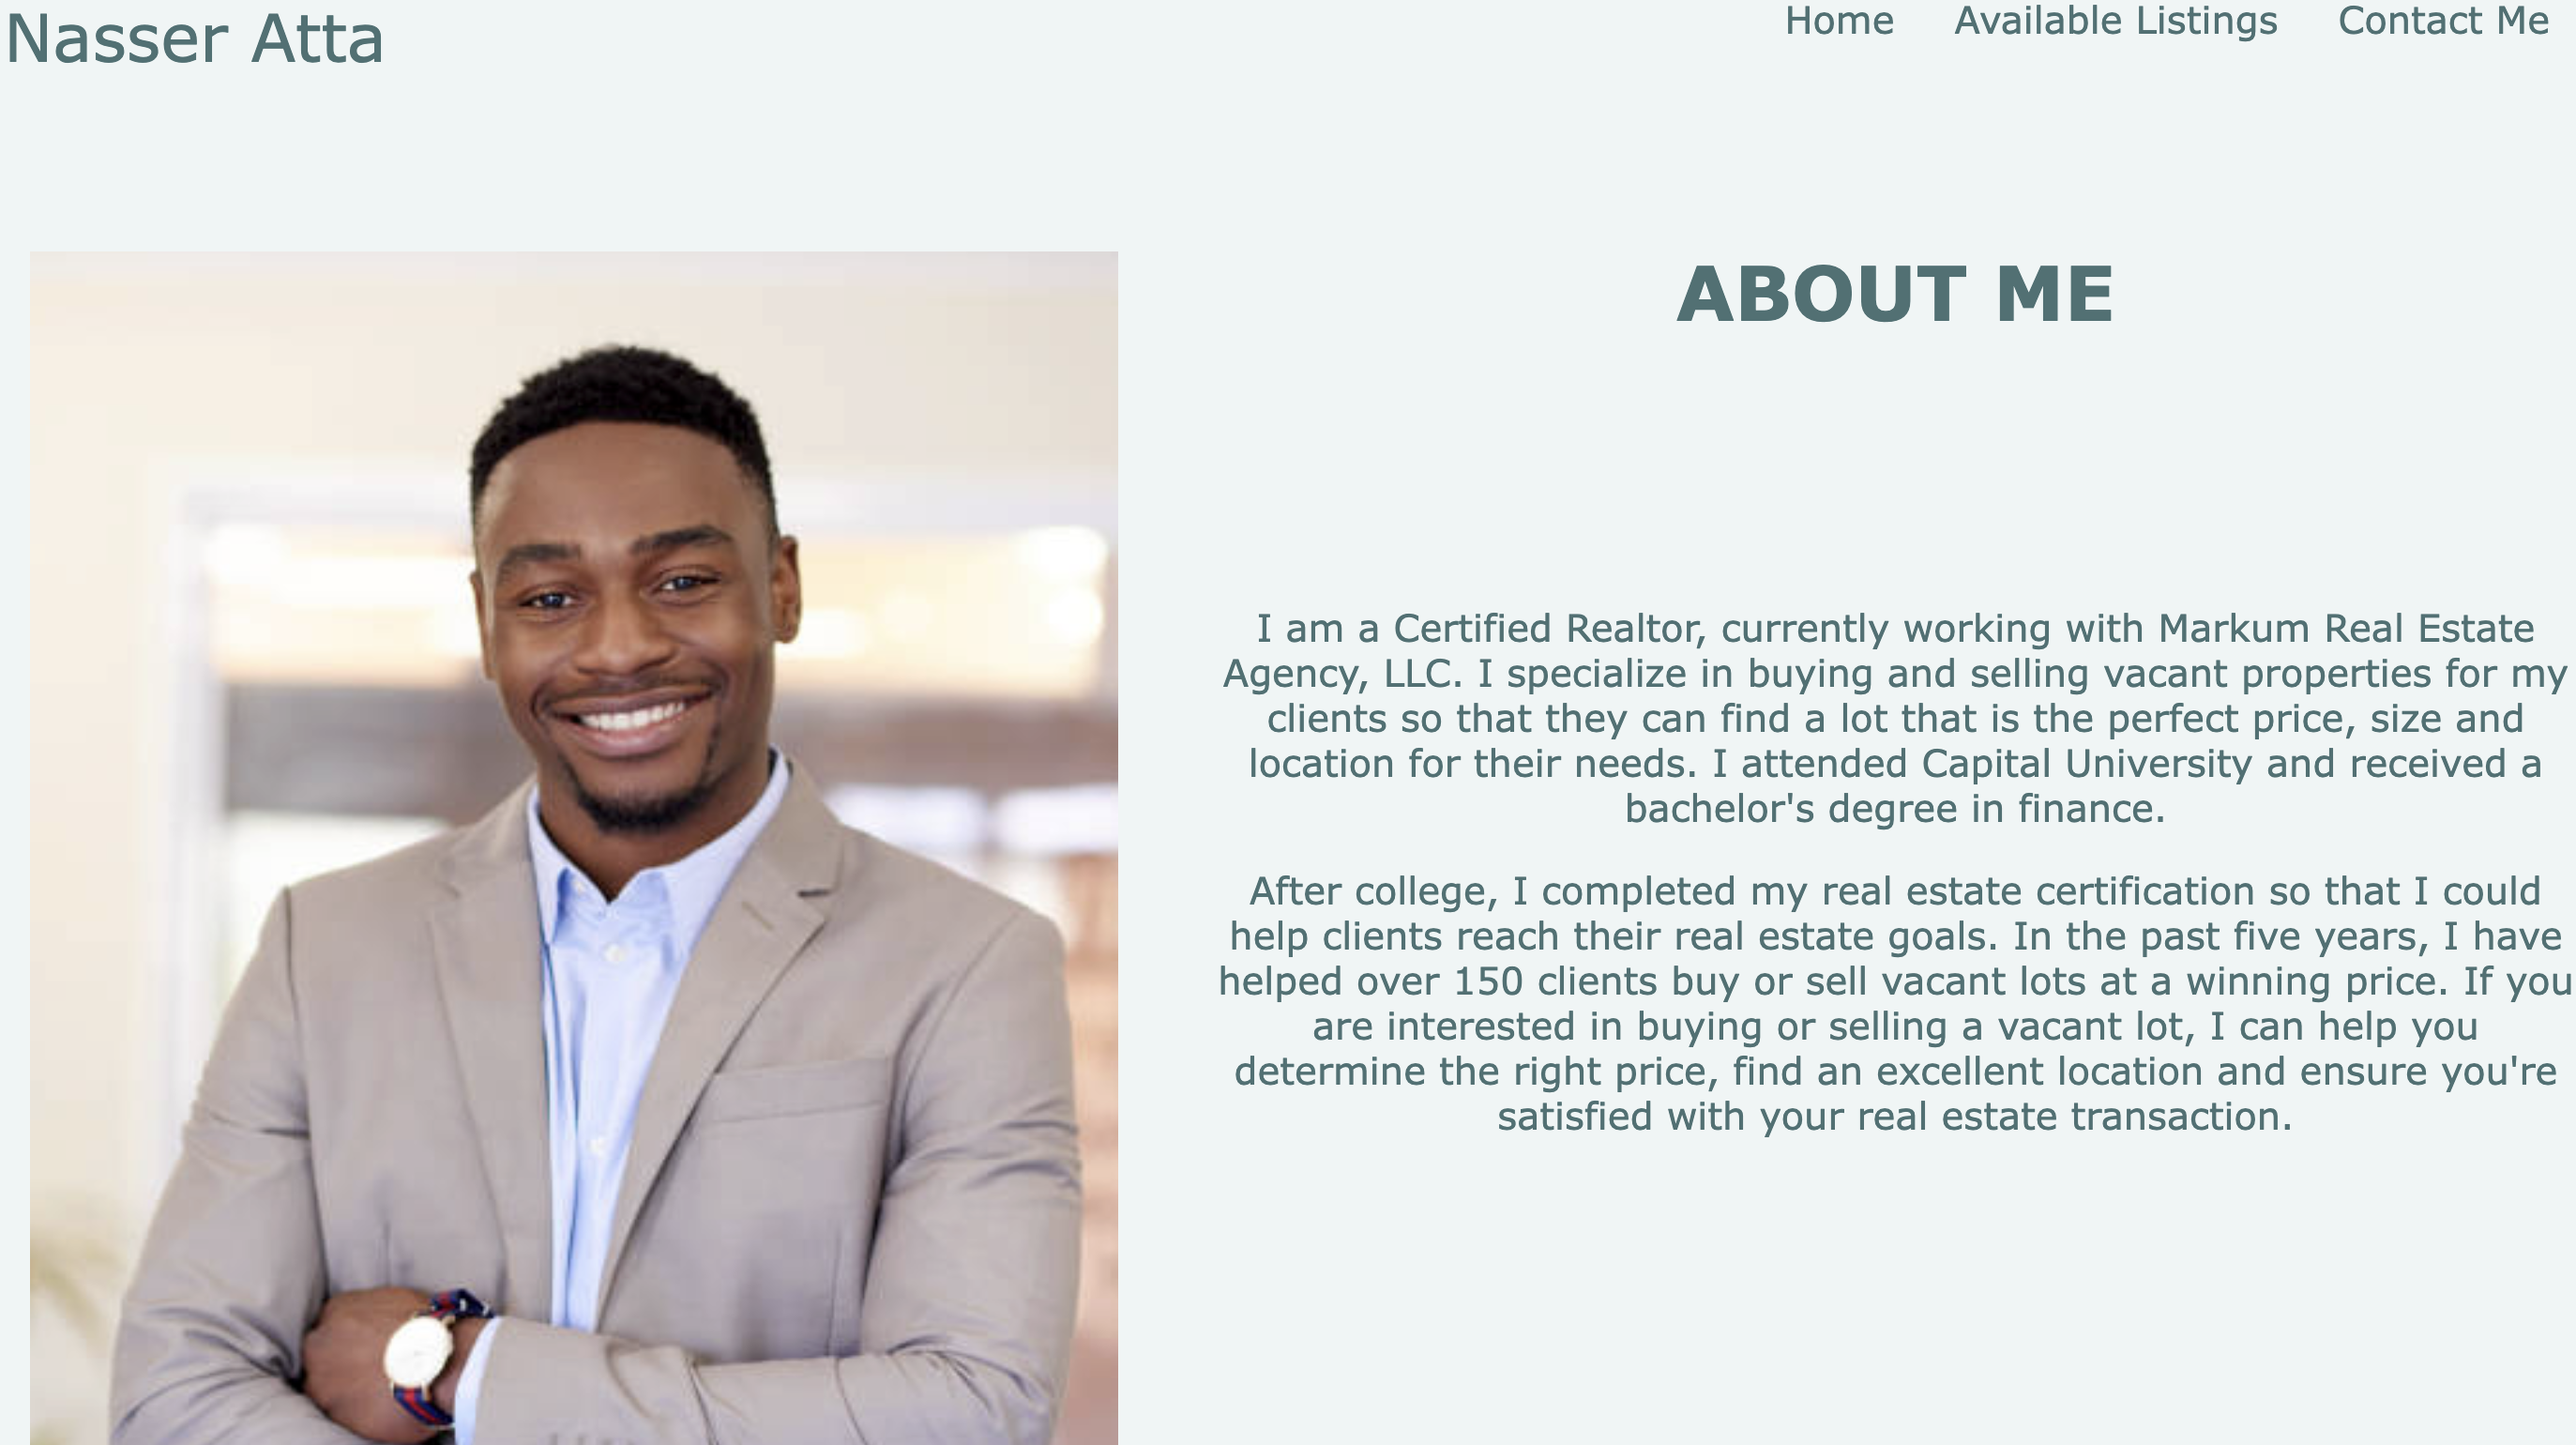 Nasser Atta
Home Available Listings Contact Me
ABOUT ME
I am a Certified Realtor, currently working with Markum Real Estate
Agency, LLC. I specialize in buying and selling vacant properties for my
clients so that they can find a lot that is the perfect price, size and
location for their needs. I attended Capital University and received a
bachelor's degree in finance.
After college, I completed my real estate certification so that I could
help clients reach their real estate goals. In the past five years, I have
helped over 150 clients buy or sell vacant lots at a winning price. If you
are interested in buying or selling a vacant lot, I can help you
determine the right price, find an excellent location and ensure you're
satisfied with your real estate transaction.